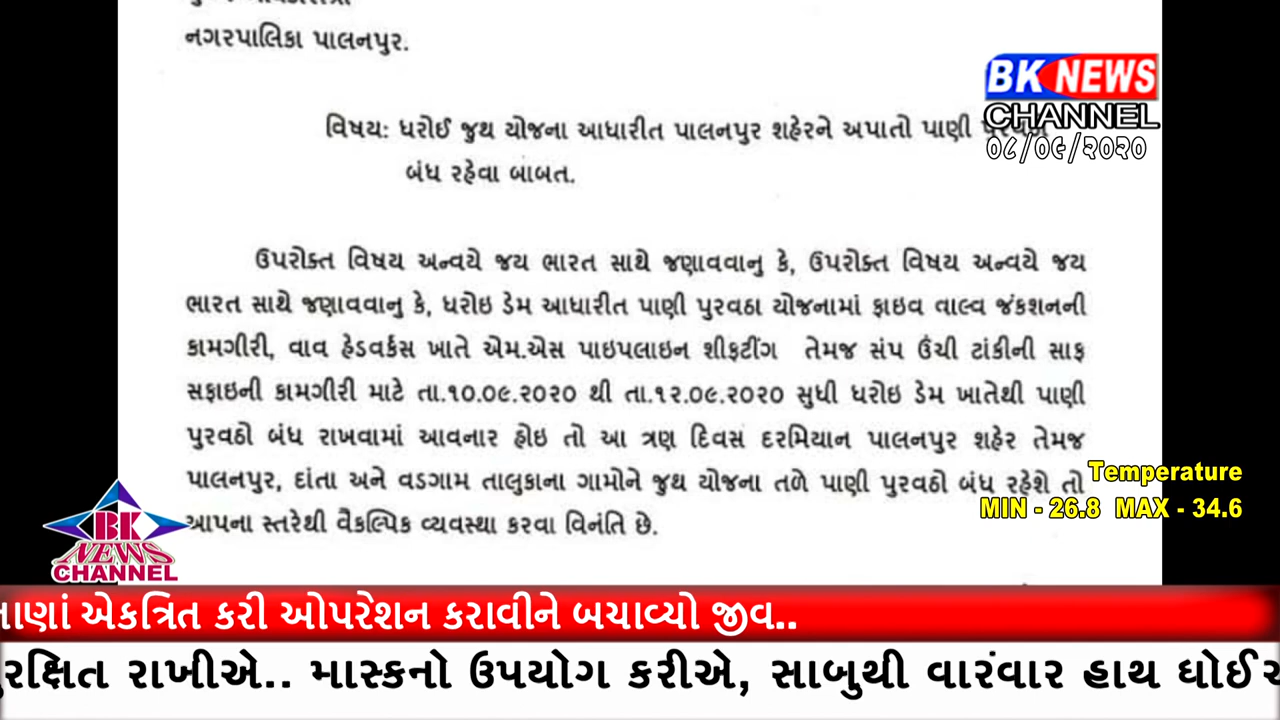 નગરપાલિકા પાલનપુર.
BK NEWS
CHANNEL
૦૮/૦૯/૨૦૨૦
વિષય: ધરોઈ જુથ યોજના આધારીત પાલનપુર શહેરને અપાતો પાણી
બંધ રહેવા બાબત.
ઉપરોક્ત વિષય અન્વયે જય ભારત સાથે જણાવવાનુ કે, ઉપરોક્ત વિષય અન્વયે જય
ભારત સાથે જણાવવાનુ કે, ધરોઇ ડેમ આધારીત પાણી પુરવઠા યોજનામાં ફાઇવ વાલ્વ જંકશનની
કામગીરી, વાવ હેડવર્કસ ખાતે એમ.એસ પાઇપલાઇન શીફટીંગ તેમજ સંપ ઉંચી ટાંકીની સાફ
સફાઇની કામગીરી માટે તા.૧૦.૦૯.૨૦૨૦ થી તા.૧૨.૦૯.૨૦૨૦ સુધી ધરોઇ ડેમ ખાતેથી પાણી
પુરવઠો બંધ રાખવામાં આવનાર હોઇ તો આ ત્રણ દિવસ દરમિયાન પાલનપુર શહેર તેમજ
પાલનપુર, દાંતા અને વડગામ તાલુકાના ગામોને જુથ યોજના તળે પાણી પુરવઠો બંધ રહેશે તો
આપના સ્તરેથી વૈકલ્પિક વ્યવસ્થા કરવા વિનંતિ છે.
Temperature
MIN - 26.8 MAX - 34.6
BK
NEWS
CHANNEL
એકત્રિત કરી ઓપરેશન કરાવીને બચાવ્યો જીવ..
રાખીએ.. માસ્કનો ઉપયોગ કરીએ, સાબુથી વારંવાર હાથ ધોઈએ